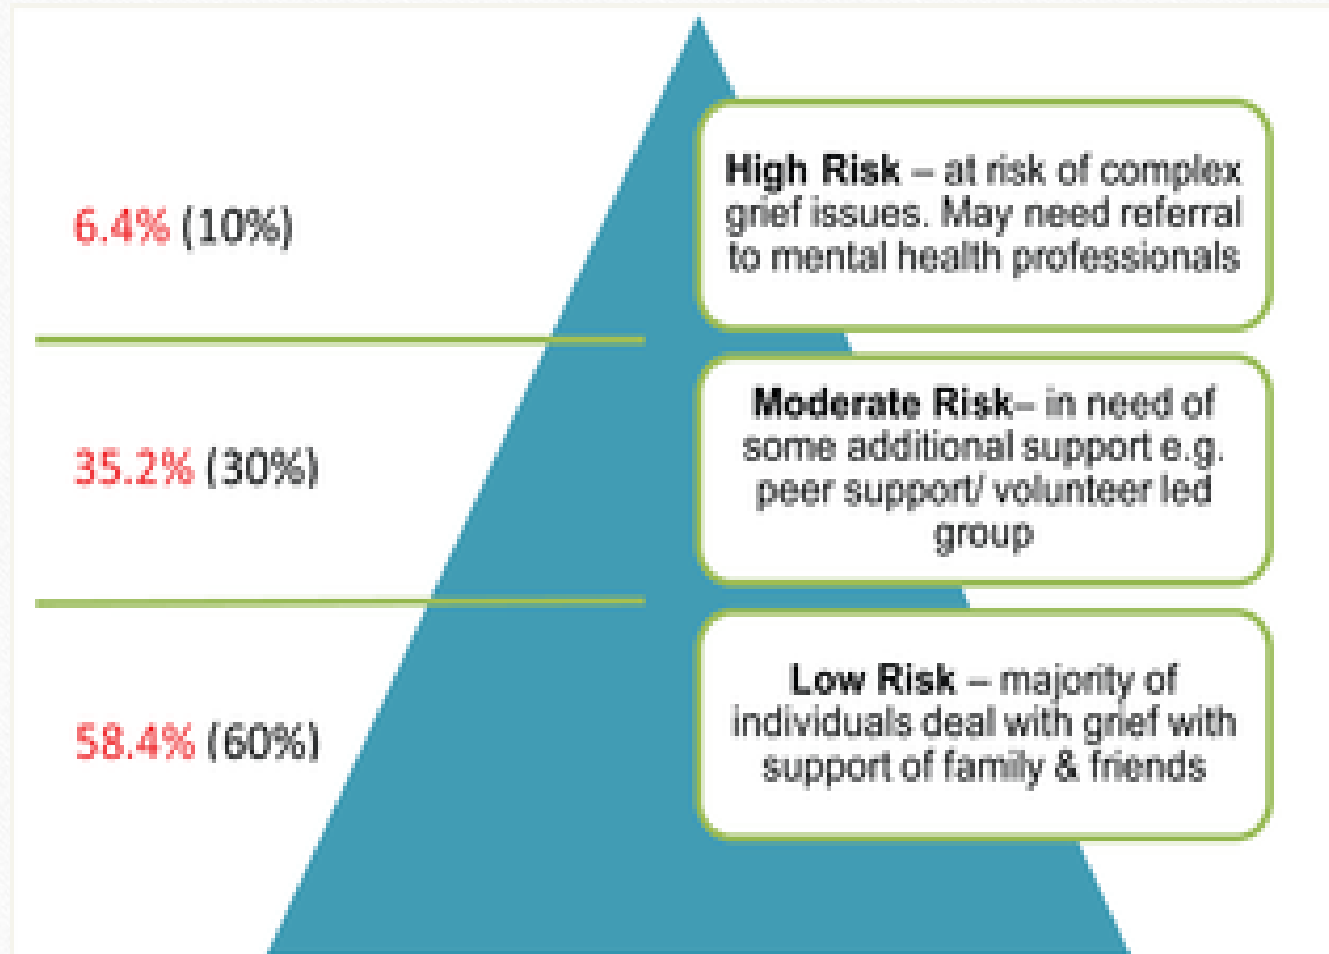 6.4% (10%)
High Risk – at risk of complex
grief issues. May need referral
to mental health professionals
35.2% (30%)
Moderate Risk– in need of
some additional support e.g.
peer support/ volunteer led
group
58.4% (60%)
Low Risk – majority of
individuals deal with grief with
support of family & friends